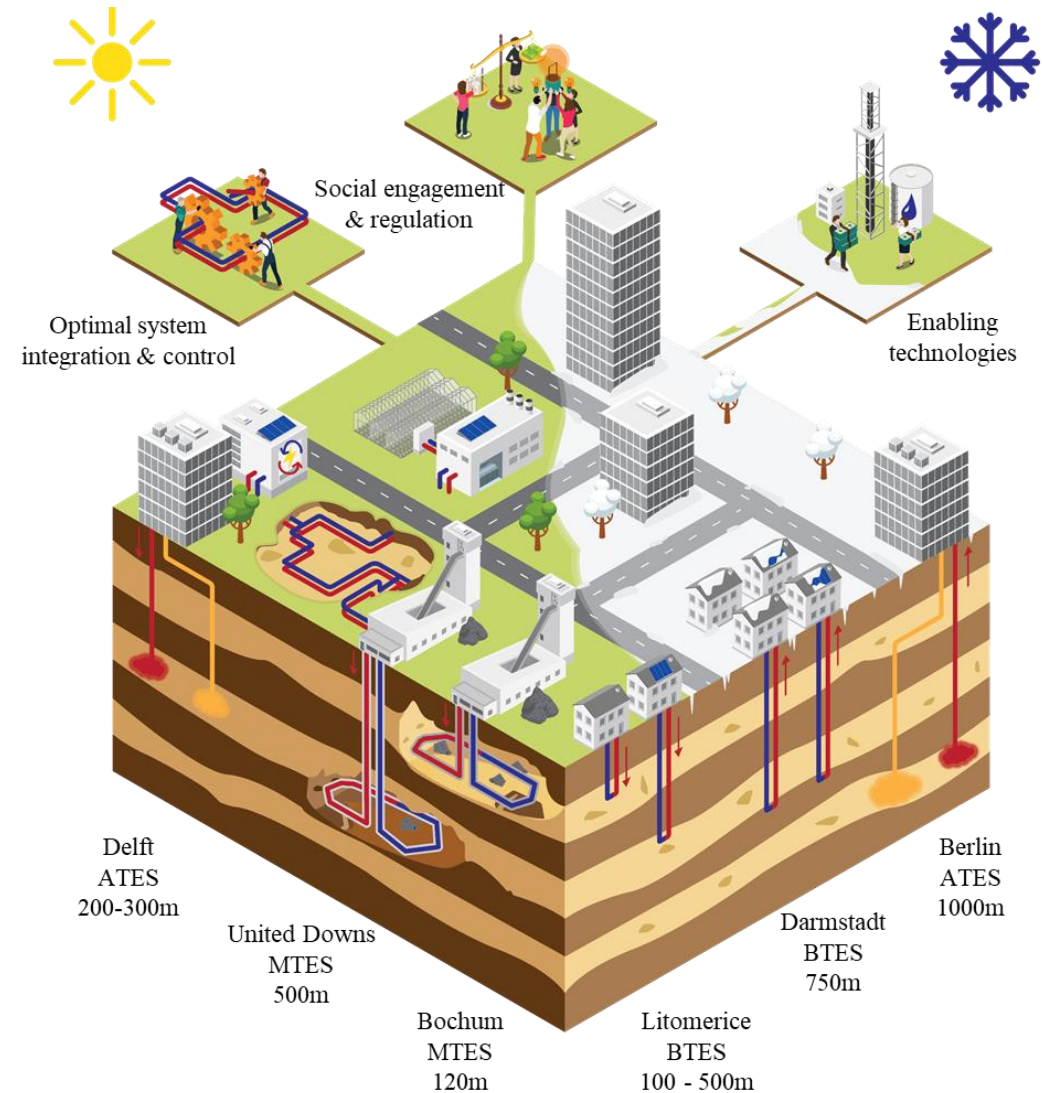 Social engagement
& regulation
Optimal system
integration & control
Enabling
technologies
Delft
ATES
200-300m
United Downs
MTES
500m
Bochum
MTES
120m
Litomerice
BTES
100 - 500m
Darmstadt
BTES
750m
Berlin
ATES
1000m